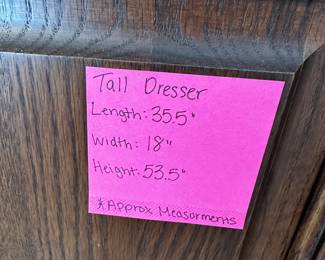 Tall Dresser
Length: 35.5"
Width: 18"
Height: 53.5"
* Approx Measurments